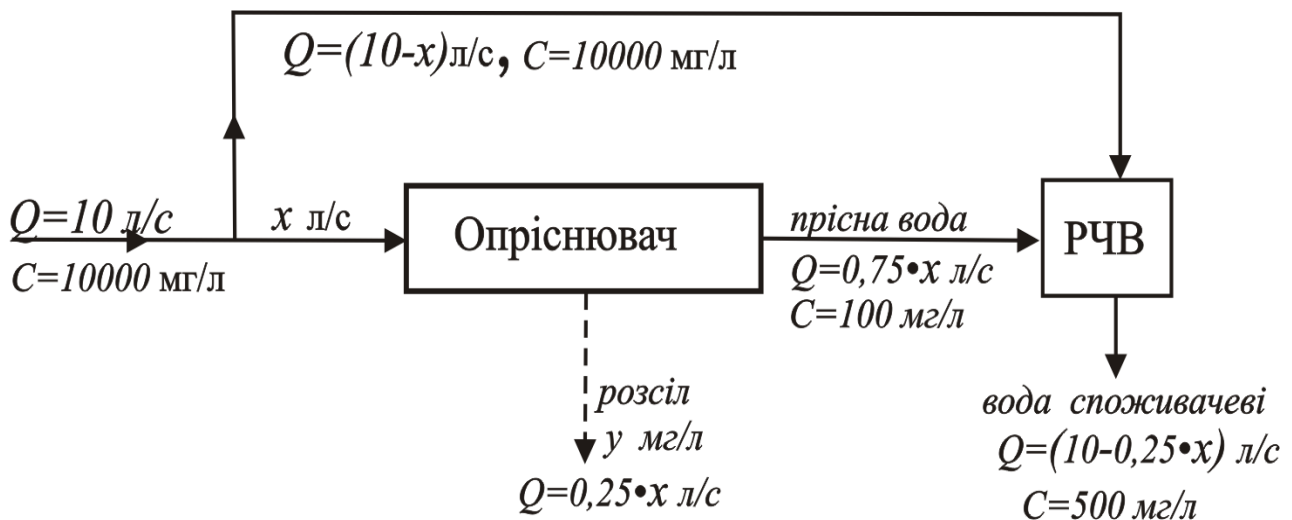 Q=(10-x)л/с, C=10000 мг/л
Q=10 л/с
C=10000 мг/л
x л/с
Опріснювач
прісна вода
Q=0,75•x л/с
C=100 мг/л
РЧВ
розсіл
y мг/л
Q=0,25•x л/с
вода споживачеві
Q=(10-0,25•x) л/с
C=500 мг/л